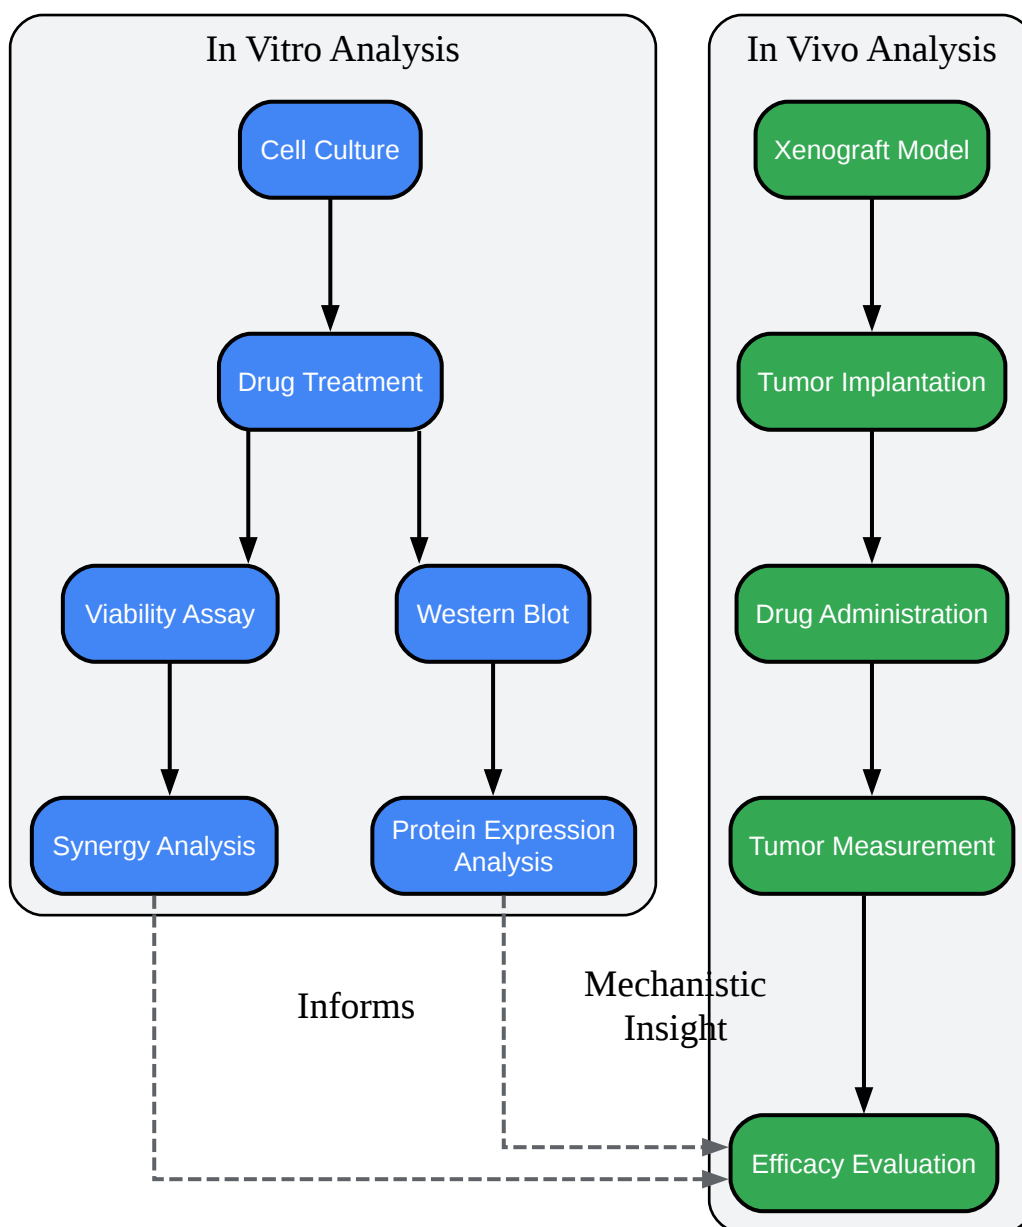 In Vitro Analysis
Cell Culture
Drug Treatment
Viability Assay
Western Blot
Synergy Analysis
Protein Expression
Analysis
Informs
Mechanistic
Insight
In Vivo Analysis
Xenograft Model
Tumor Implantation
Drug Administration
Tumor Measurement
Efficacy Evaluation